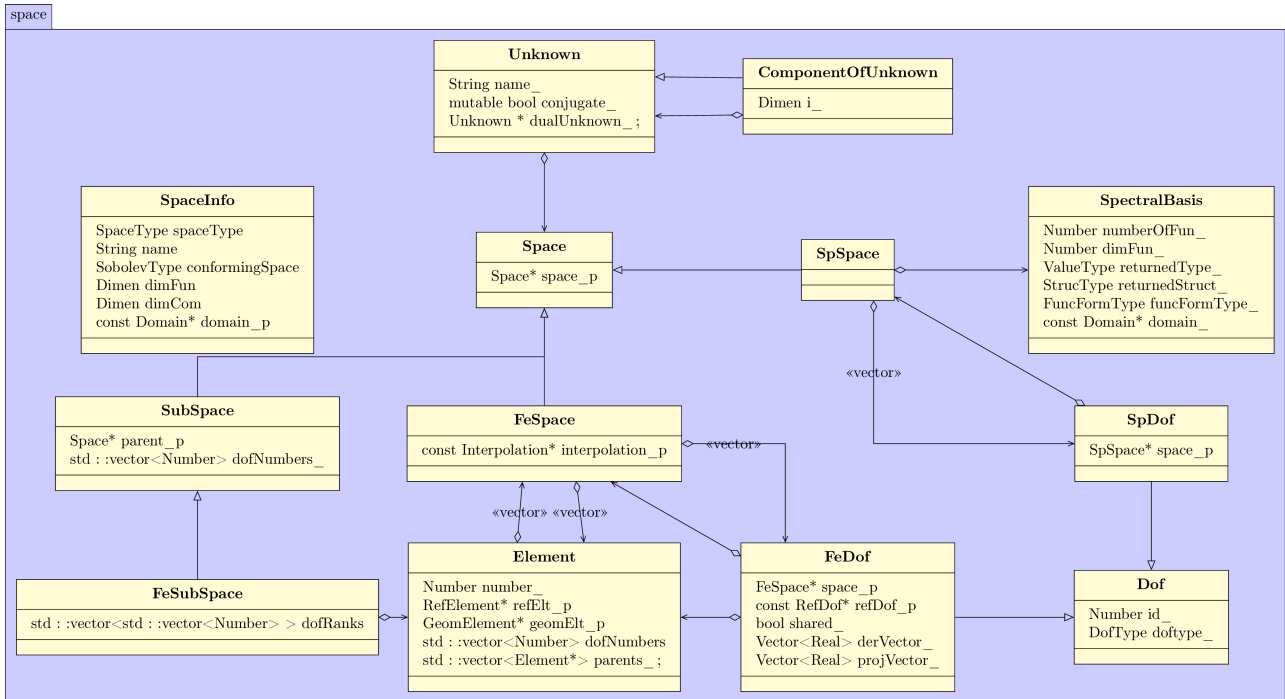 space
Unknown
String name_
mutable bool conjugate_
Unknown * dualUnknown_ ;
ComponentOfUnknown
Dimen i_
SpaceInfo
SpaceType spaceType
String name
SobolevType conformingSpace
Dimen dimFun
Dimen dimCom
const Domain* domain_p
Space
Space* space_p
SpSpace
SpectralBasis
Number numberOfFun_
Number dimFun_
ValueType returnedType_
StrucType returnedStruct_
FuncFormType funcFormType_
const Domain* domain_
«vector»
SubSpace
Space* parent_p
std : :vector<Number> dofNumbers_
FeSpace
const Interpolation* interpolation_p
«vector»
SpDof
SpSpace* space_p
«vector» «vector»
Element
Number number_
RefElement* refElt_p
GeomElement* geomElt_p
std : :vector<Number> dofNumbers
std : :vector<Element*> parents_ ;
FeDof
FeSpace* space_p
const RefDof* refDof_p
bool shared_
Vector<Real> derVector_
Vector<Real> projVector_
Dof
Number id_
DofType doftype_
FeSubSpace
std : :vector<std : :vector<Number> > dofRanks